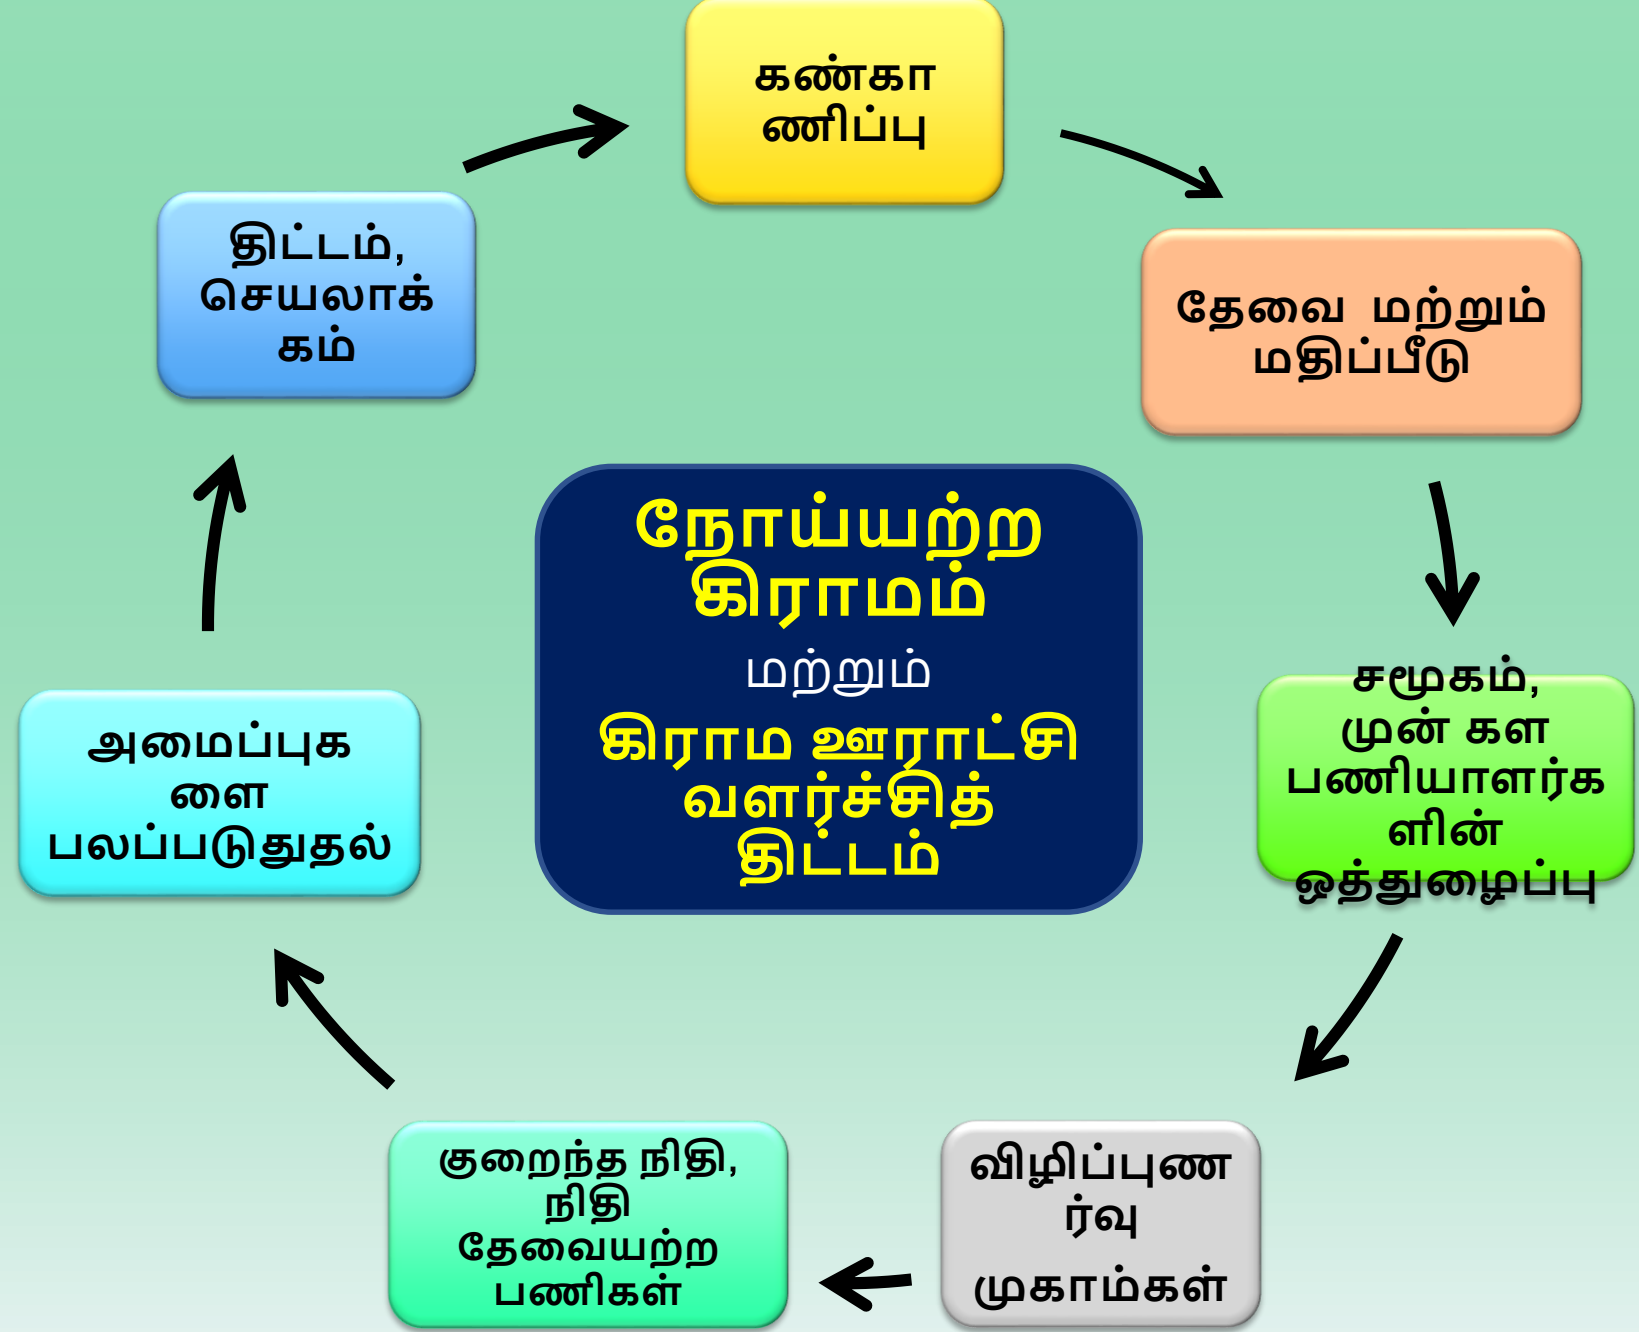 கண்கா
ணிப்பு
தேவை மற்றும்
மதிப்பீடு
சமூகம்,
முன் கள
பணியாளர்க
ளின்
ஒத்துழைப்பு
விழிப்புண
ர்வு
முகாம்கள்
குறைந்த நிதி,
நிதி
தேவையற்ற
பணிகள்
அமைப்புக
ளை
பலப்படுதுதல்
திட்டம்,
செயலாக்
கம்
நோய்யற்ற
கிராமம்
மற்றும்
கிராம ஊராட்சி
வளர்ச்சித்
திட்டம்